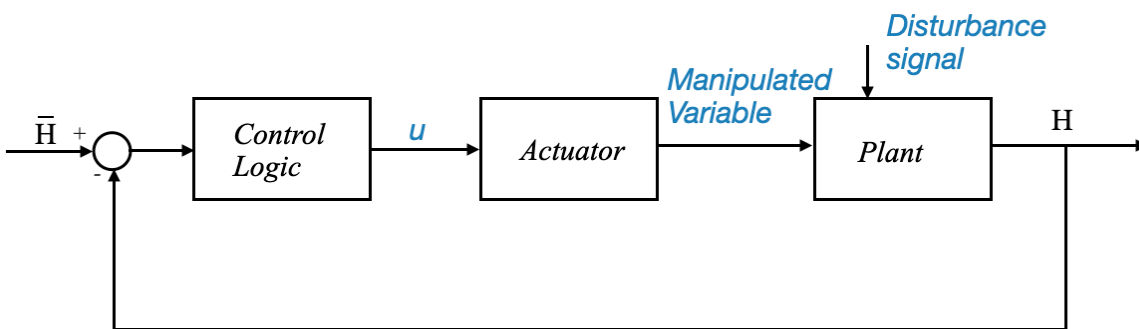 Disturbance
signal
Manipulated
Variable
H̅
+
-
Control
Logic
u
Actuator
Plant
H